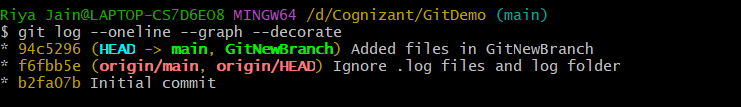 Riya Jain@LAPTOP-CS7D6EO8 MINGW64 /d/Cognizant/GitDemo (main)
$ git log --oneline --graph --decorate
* 94c5296 (HEAD -> main, GitNewBranch) Added files in GitNewBranch
* f6fbb5e (origin/main, origin/HEAD) Ignore .log files and log folder
* b2fa07b Initial commit